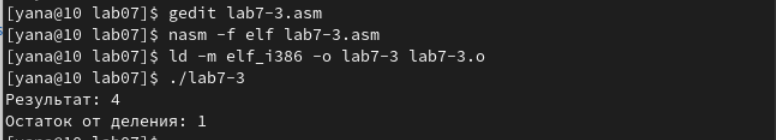 [yana@10 lab07]$ gedit lab7-3.asm
[yana@10 lab07]$ nasm -f elf lab7-3.asm
[yana@10 lab07]$ ld -m elf_i386 -o lab7-3 lab7-3.o
[yana@10 lab07]$ ./lab7-3
Результат: 4
Остаток от деления: 1